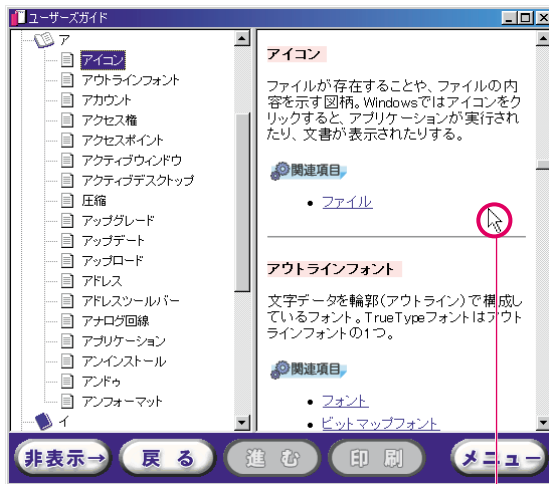 ユーザーズガイド
ア
アイコン
アウトラインフォント
アカウント
アクセス権
アクセスポイント
アクティブウィンドウ
アクティブデスクトップ
圧縮
アップグレード
アップデート
アップロード
アドレス
アドレスツールバー
アナログ回線
アプリケーション
アンインストール
アンドゥ
アンフォーマット
イ
アイコン
ファイルが存在することや、ファイルの内
容を示す図柄。Windowsではアイコンをク
リックすると、アプリケーションが実行され
たり、文書が表示されたりする。
関連項目
• ファイル
アウトラインフォント
文字データを輪郭(アウトライン)で構成し
ているフォント。TrueTypeフォントはアウト
ラインフォントの1つ。
関連項目
• フォント
• ビットマップフォント
非表示→ 戻る 進む 印刷 メニュー